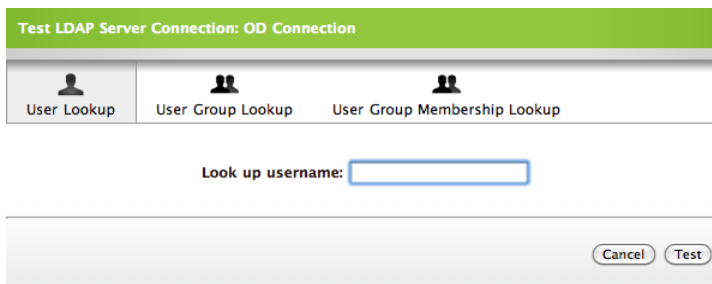 Test LDAP Server Connection: OD Connection
User Lookup User Group Lookup User Group Membership Lookup
Look up username:
Cancel Test